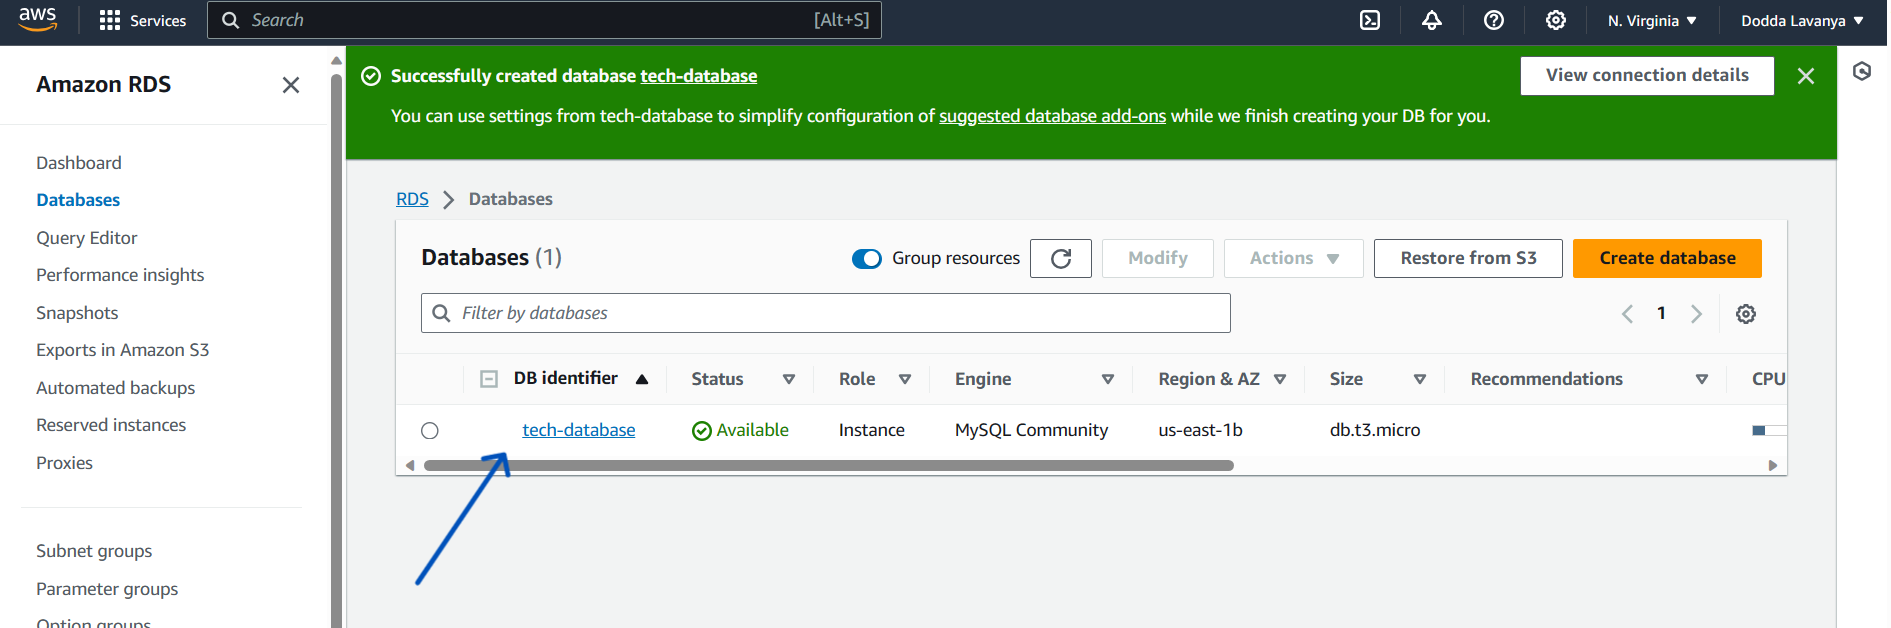 aws
Services
Search
[Alt+S]
N. Virginia
Dodda Lavanya
Amazon RDS
Dashboard
Databases
Query Editor
Performance insights
Snapshots
Exports in Amazon S3
Automated backups
Reserved instances
Proxies
Subnet groups
Parameter groups
Option groups
Successfully created database tech-database
View connection details
You can use settings from tech-database to simplify configuration of suggested database add-ons while we finish creating your DB for you.
RDS
Databases
Databases (1)
Group resources
Modify
Actions
Restore from S3
Create database
Filter by databases
1
DB identifier
Status
Role
Engine
Region & AZ
Size
Recommendations
CPU
tech-database
Available
Instance
MySQL Community
us-east-1b
db.t3.micro